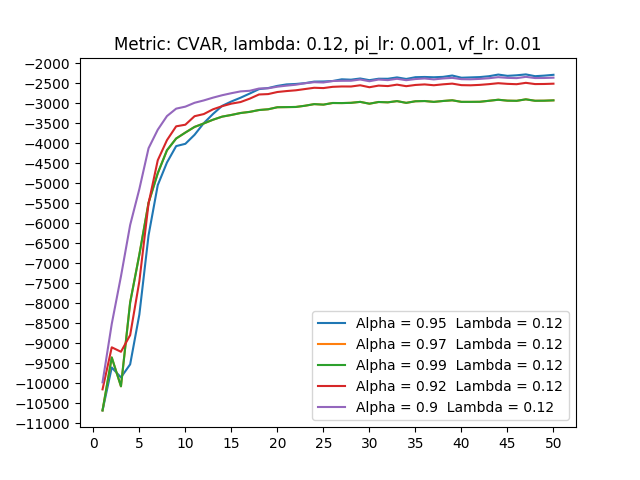 Metric: CVAR, lambda: 0.12, pi_lr: 0.001, vf_lr: 0.01
−2000
−2500
−3000
−3500
−4000
−4500
−5000
−5500
−6000
−6500
−7000
−7500
−8000
−8500
−9000
−9500
−10000
−10500
−11000
Alpha = 0.95  Lambda = 0.12
Alpha = 0.97  Lambda = 0.12
Alpha = 0.99  Lambda = 0.12
Alpha = 0.92  Lambda = 0.12
Alpha = 0.9  Lambda = 0.12
0 5 10 15 20 25 30 35 40 45 50